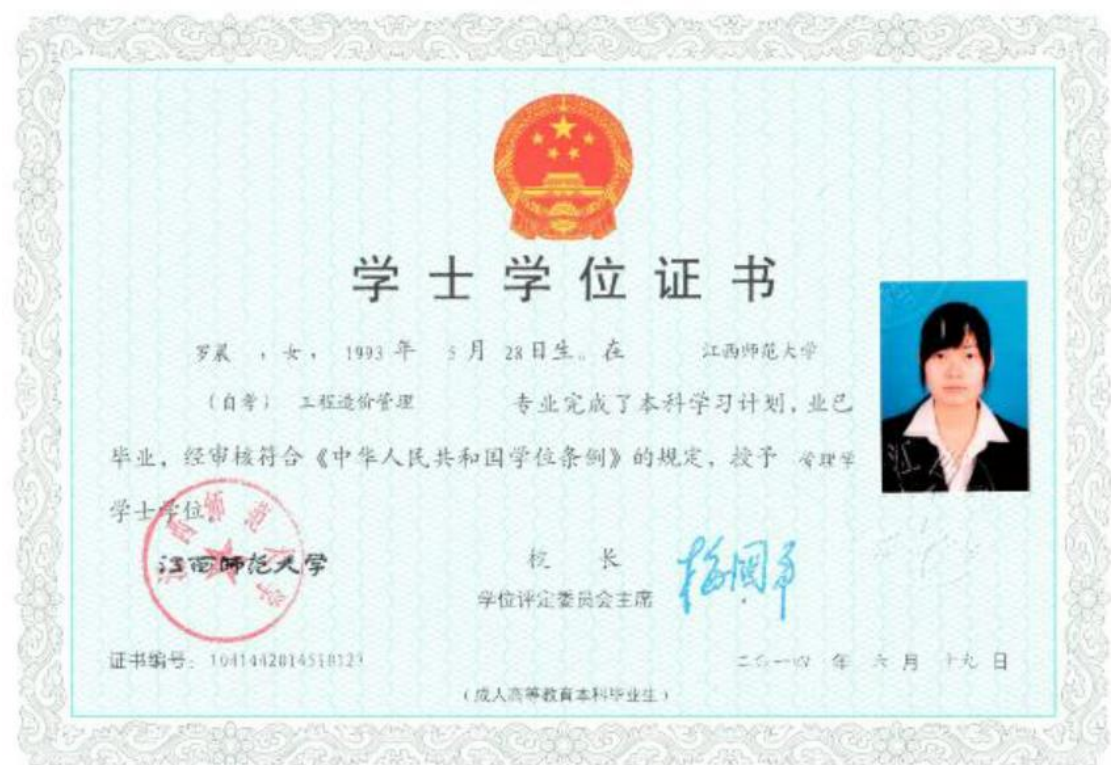 学士学位证书
罗晨 ，女， 1993 年 5 月 28 日生。在 江西师范大学
（自考） 工程造价管理 专业完成了本科学习计划，业已
毕业，经审核符合《中华人民共和国学位条例》的规定，授予 管理学
学士学位
江西师范大学
校 长
学位评定委员会主席
证书编号：
二〇一四 年 六 月 十九 日
（成人高等教育本科毕业生）